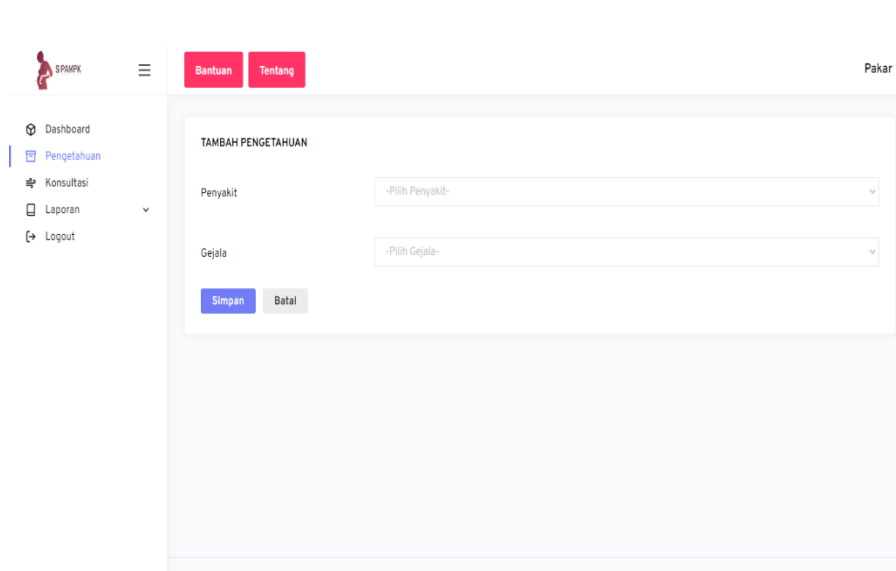 SIPAMPK
Bantuan
Tentang
Pakar
Dashboard
Pengetahuan
Konsultasi
Laporan
Logout
TAMBAH PENGETAHUAN
Penyakit
-Pilih Penyakit-
Gejala
-Pilih Gejala-
Simpan
Batal